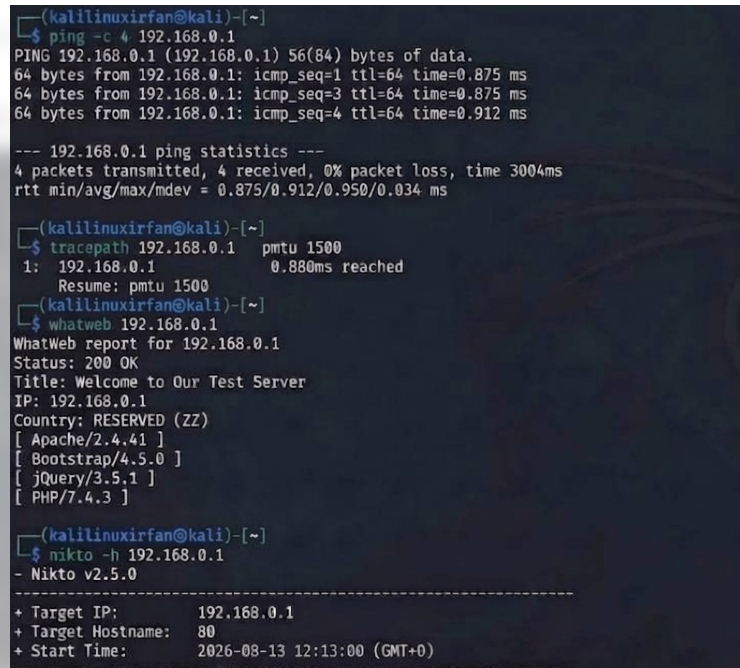 (kalilinuxirfan㉿kali)-[~]
$ ping -c 4 192.168.0.1
PING 192.168.0.1 (192.168.0.1) 56(84) bytes of data.
64 bytes from 192.168.0.1: icmp_seq=1 ttl=64 time=0.875 ms
64 bytes from 192.168.0.1: icmp_seq=3 ttl=64 time=0.875 ms
64 bytes from 192.168.0.1: icmp_seq=4 ttl=64 time=0.912 ms
--- 192.168.0.1 ping statistics ---
4 packets transmitted, 4 received, 0% packet loss, time 3004ms
rtt min/avg/max/mdev = 0.875/0.912/0.950/0.034 ms
(kalilinuxirfan㉿kali)-[~]
$ tracepath 192.168.0.1 pmtu 1500
1: 192.168.0.1 0.880ms reached
Resume: pmtu 1500
(kalilinuxirfan㉿kali)-[~]
$ whatweb 192.168.0.1
WhatWeb report for 192.168.0.1
Status: 200 OK
Title: Welcome to Our Test Server
IP: 192.168.0.1
Country: RESERVED (ZZ)
[ Apache/2.4.41 ]
[ Bootstrap/4.5.0 ]
[ jQuery/3.5.1 ]
[ PHP/7.4.3 ]
(kalilinuxirfan㉿kali)-[~]
$ nikto -h 192.168.0.1
- Nikto v2.5.0
---------------------------------------------------------------
+ Target IP: 192.168.0.1
+ Target Hostname: 80
+ Start Time: 2026-08-13 12:13:00 (GMT+0)